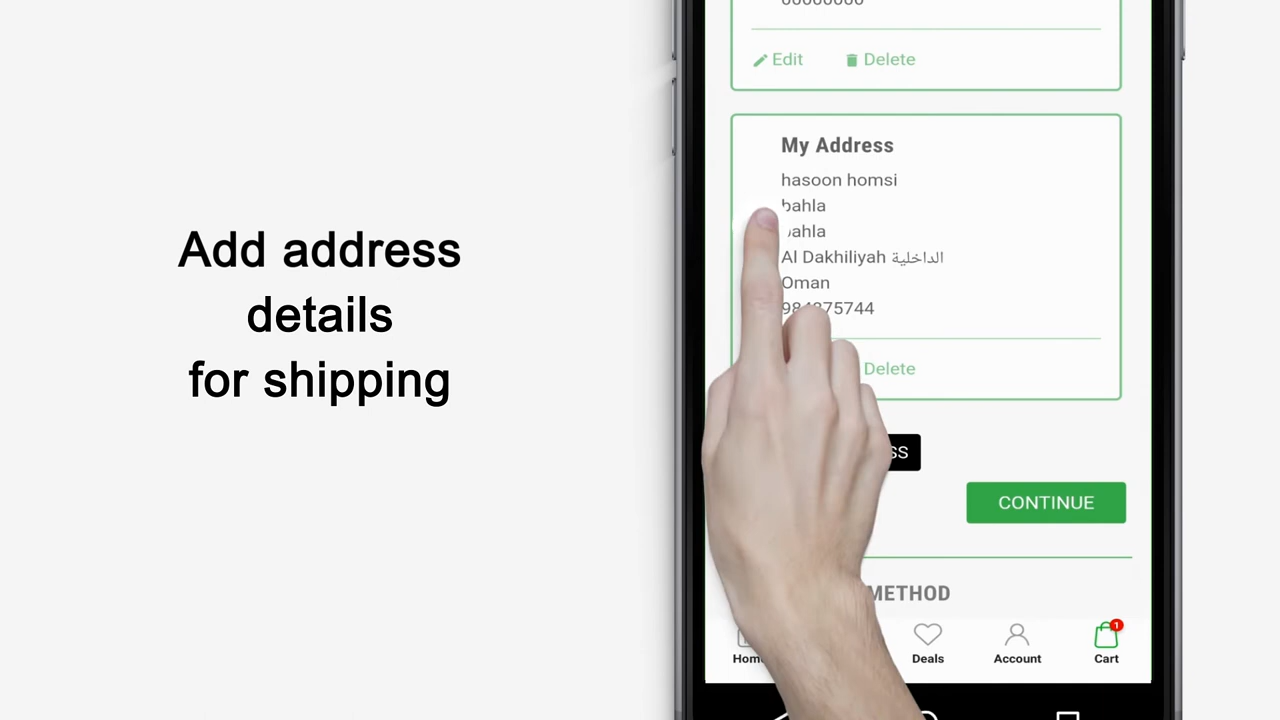 Add address
details
for shipping
Edit
Delete
My Address
hasoon homsi
bahla
Al Dakhiliyah الداخلية
Oman
Delete
CONTINUE
METHOD
1
Deals
Account
Cart